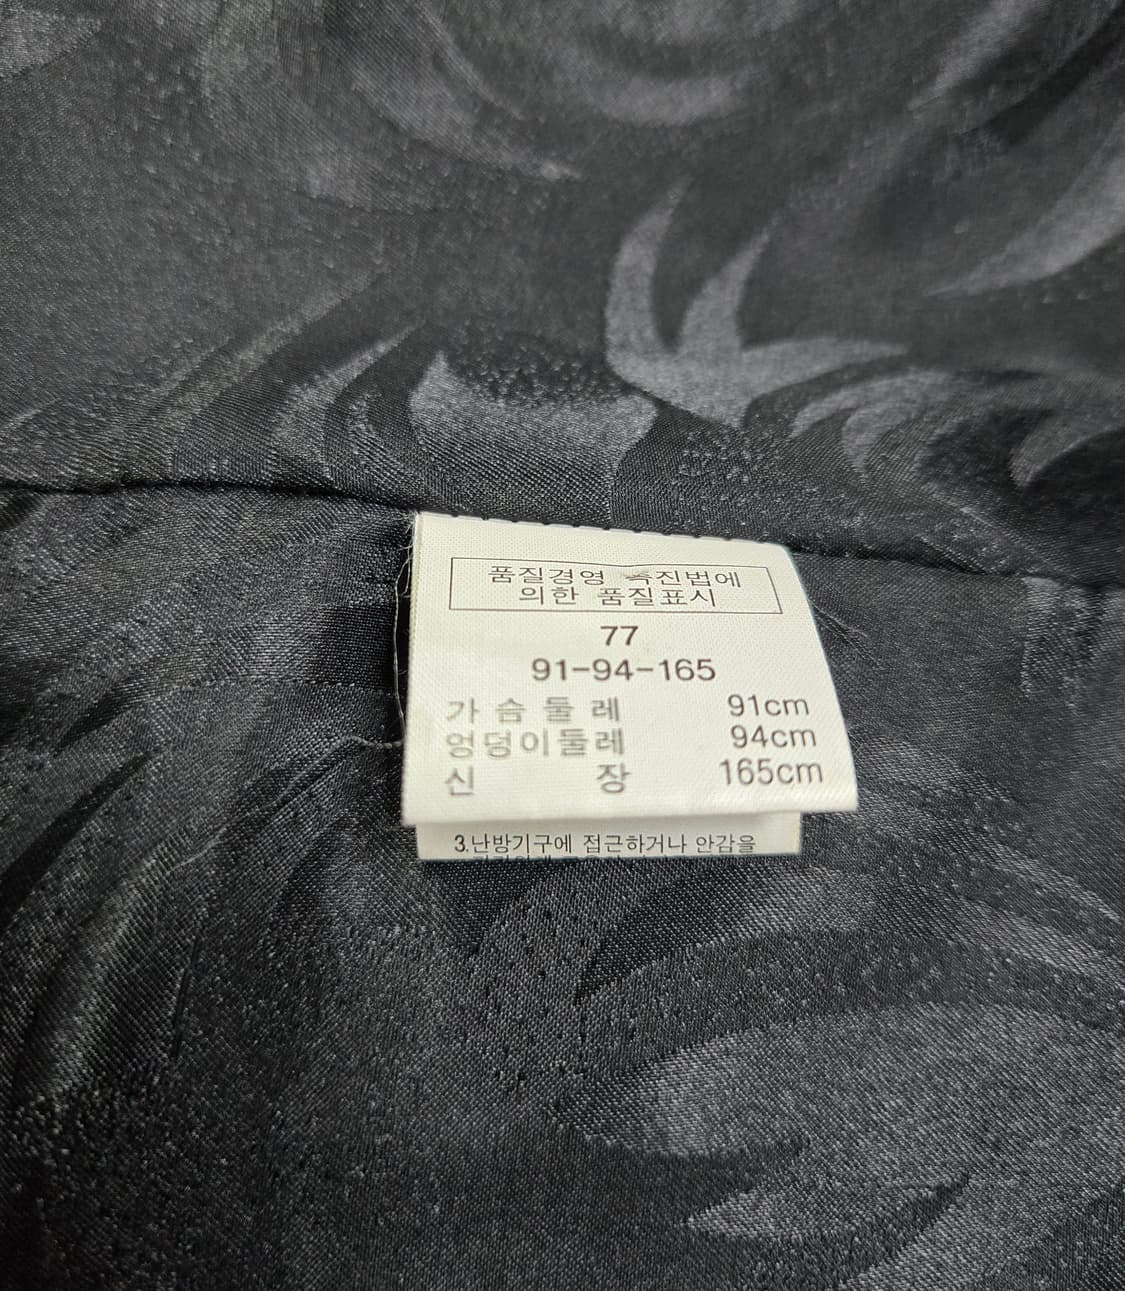 품질경영 촉진법에
의한 품질표시
77
91-94-165
가 슴 둘 레 91cm
엉덩이둘레 94cm
신 장 165cm
3.난방기구에 접근하거나 안감을